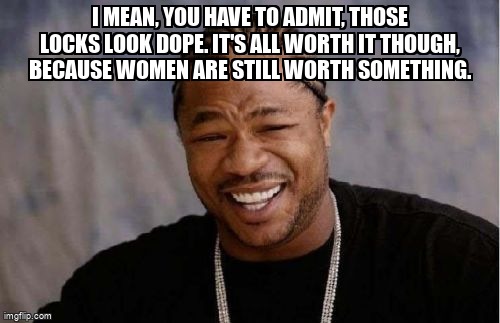 I MEAN, YOU HAVE TO ADMIT, THOSE
LOCKS LOOK DOPE. IT'S ALL WORTH IT THOUGH,
BECAUSE WOMEN ARE STILL WORTH SOMETHING.
imgflip.com